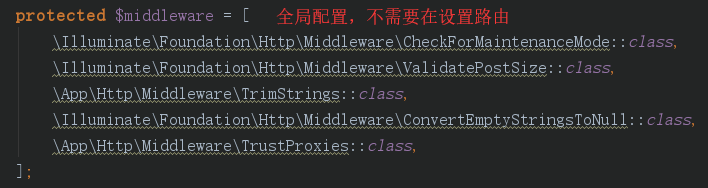 protected $middleware = [ 全局配置，不需要在设置路由
\Illuminate\Foundation\Http\Middleware\CheckForMaintenanceMode::class,
\Illuminate\Foundation\Http\Middleware\ValidatePostSize::class,
\App\Http\Middleware\TrimStrings::class,
\Illuminate\Foundation\Http\Middleware\ConvertEmptyStringsToNull::class,
\App\Http\Middleware\TrustProxies::class,
];